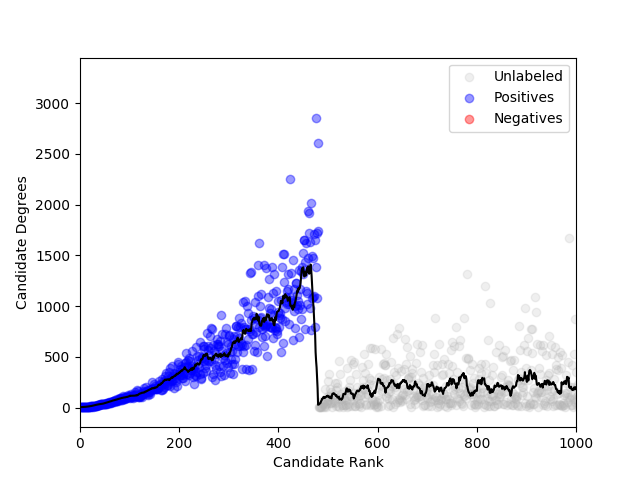 Unlabeled
Positives
Negatives
3000
2500
2000
1500
1000
500
0
Candidate Degrees
0 200 400 600 800 1000
Candidate Rank